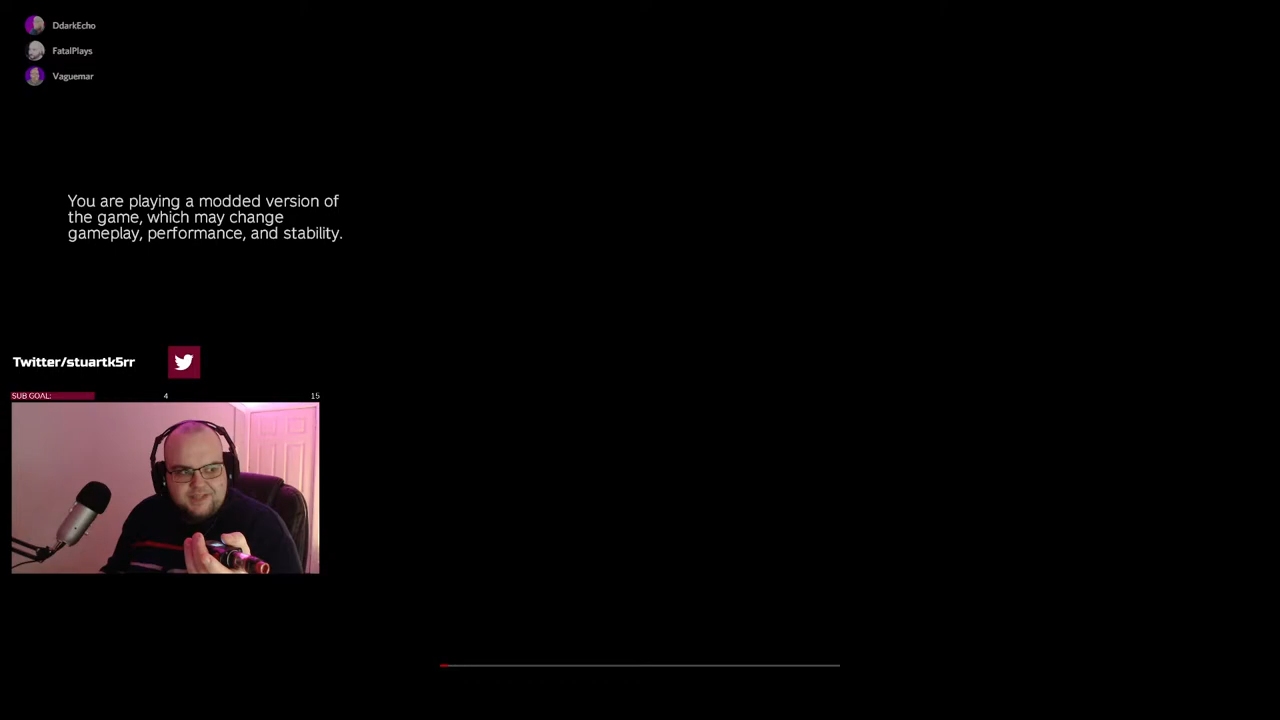 DdarkEcho
FatalPlays
Vaguemar
You are playing a modded version of
the game, which may change
gameplay, performance, and stability.
Twitter/stuartk5rr
SUB GOAL: 4 15